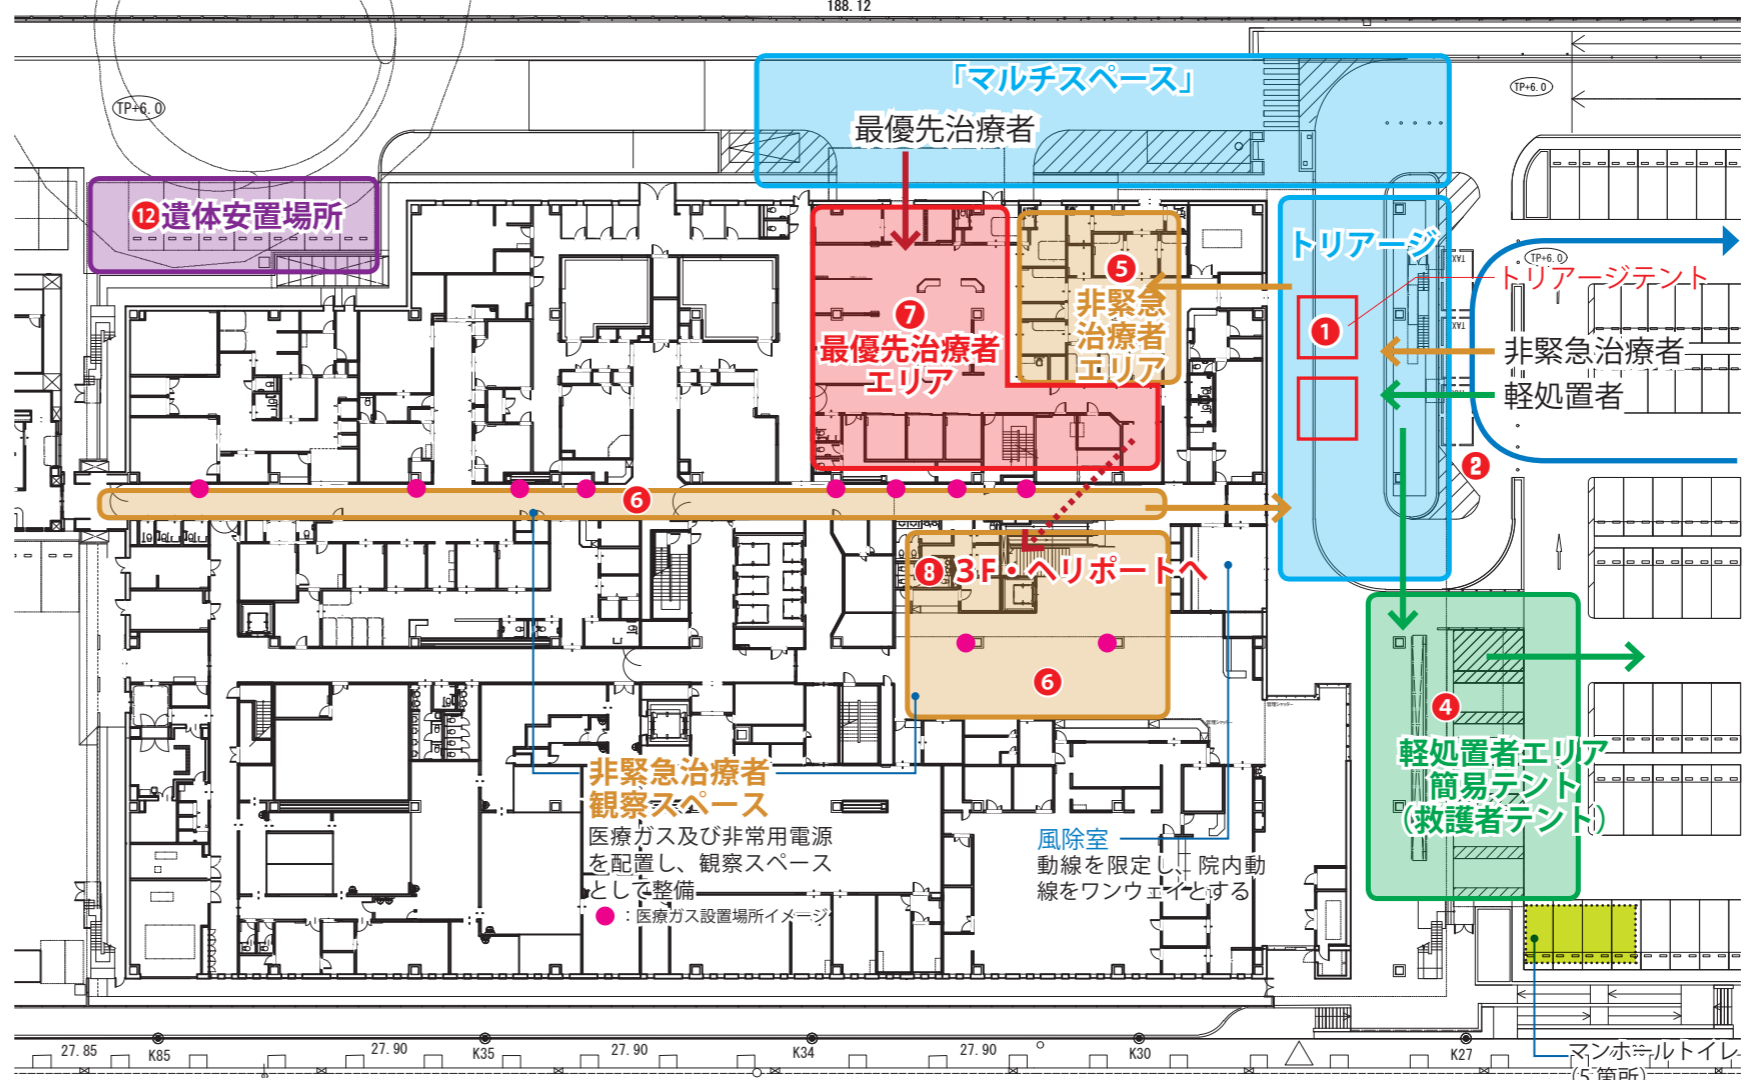 188.12
「マルチスペース」
TP+6.0
TP+6.0
最優先治療者
⑫遺体安置場所
トリアージ
TP+6.0
トリアージテント
TAXI
TAXI
⑤
非緊急
治療者
エリア
⑦
最優先治療者
エリア
①
非緊急治療者
軽処置者
②
⑥
⑧3F・ヘリポートへ
⑥
④
軽処置者エリア
簡易テント
(救護者テント)
非緊急治療者
観察スペース
医療ガス及び非常用電源
を配置し、観察スペース
として整備
:医療ガス設置場所イメージ
風除室
動線を限定し、院内動
線をワンウェイとする
マンホールトイレ
(5箇所)
27.85
K85
27.90
K35
27.90
K34
27.90
K30
K27